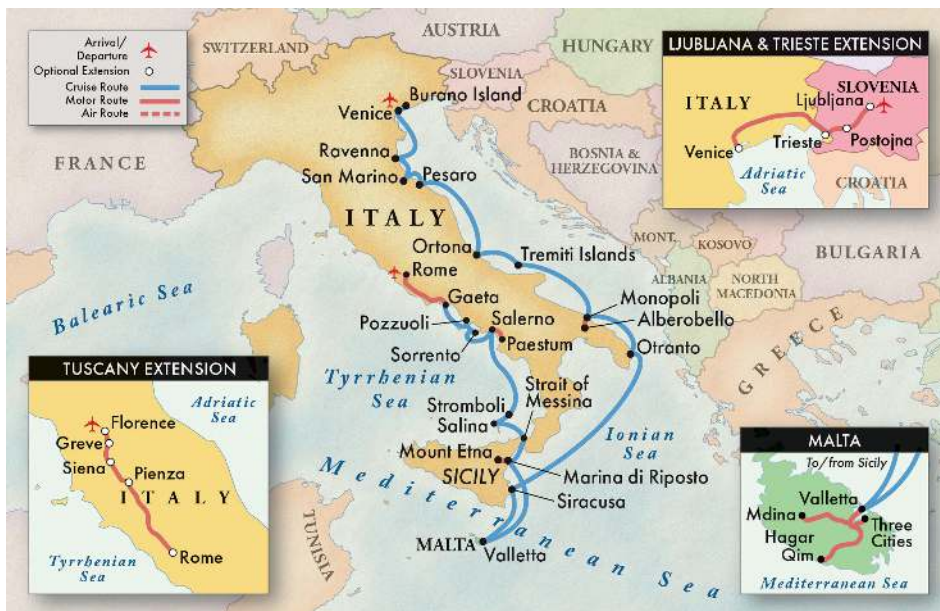 Arrival/
Departure
Optional Extension
Cruise Route
Motor Route
Air Route
SWITZERLAND
AUSTRIA
HUNGARY
SLOVENIA
CROATIA
BOSNIA &
HERZEGOVINA
FRANCE
MONT.
KOSOVO
BULGARIA
ALBANIA
NORTH
MACEDONIA
GREECE
TUNISIA
ITALY
Burano Island
Venice
Ravenna
San Marino
Pesaro
Ortona
Tremiti Islands
Rome
Gaeta
Monopoli
Alberobello
Pozzuoli
Salerno
Sorrento
Paestum
Otranto
Balearic Sea
Tyrrhenian
Sea
Strait of
Messina
Stromboli
Salina
Ionian
Sea
Mount Etna
SICILY
Marina di Riposto
Siracusa
Mediterranean Sea
MALTA
Valletta
LJUBLJANA & TRIESTE EXTENSION
SLOVENIA
ITALY
Ljubljana
Venice
Trieste
Postojna
Adriatic
Sea
CROATIA
TUSCANY EXTENSION
Adriatic
Sea
Florence
Greve
Siena
Pienza
ITALY
Rome
Tyrrhenian
Sea
MALTA
To/from Sicily
Valletta
Mdina
Three
Cities
Hagar
Qim
Mediterranean Sea